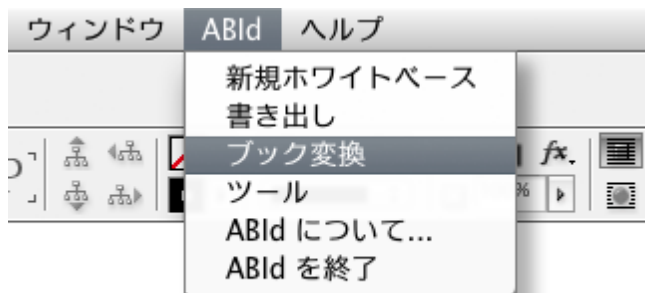 ウィンドウ ABId ヘルプ
新規ホワイトベース
書き出し
ブック変換
ツール
ABId について...
ABId を終了
fx.
%